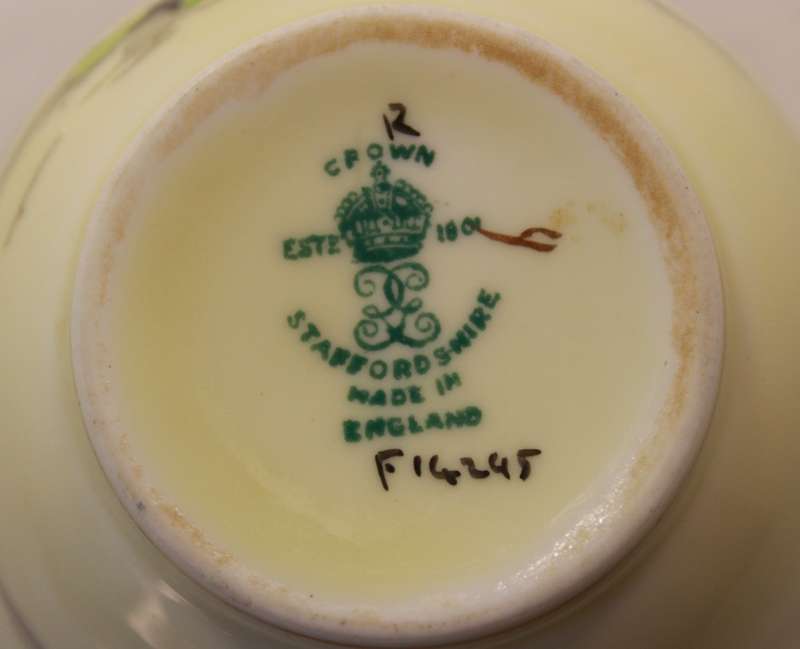 R
CROWN
ESTD 1801
STAFFORDSHIRE
MADE IN
ENGLAND
F14245